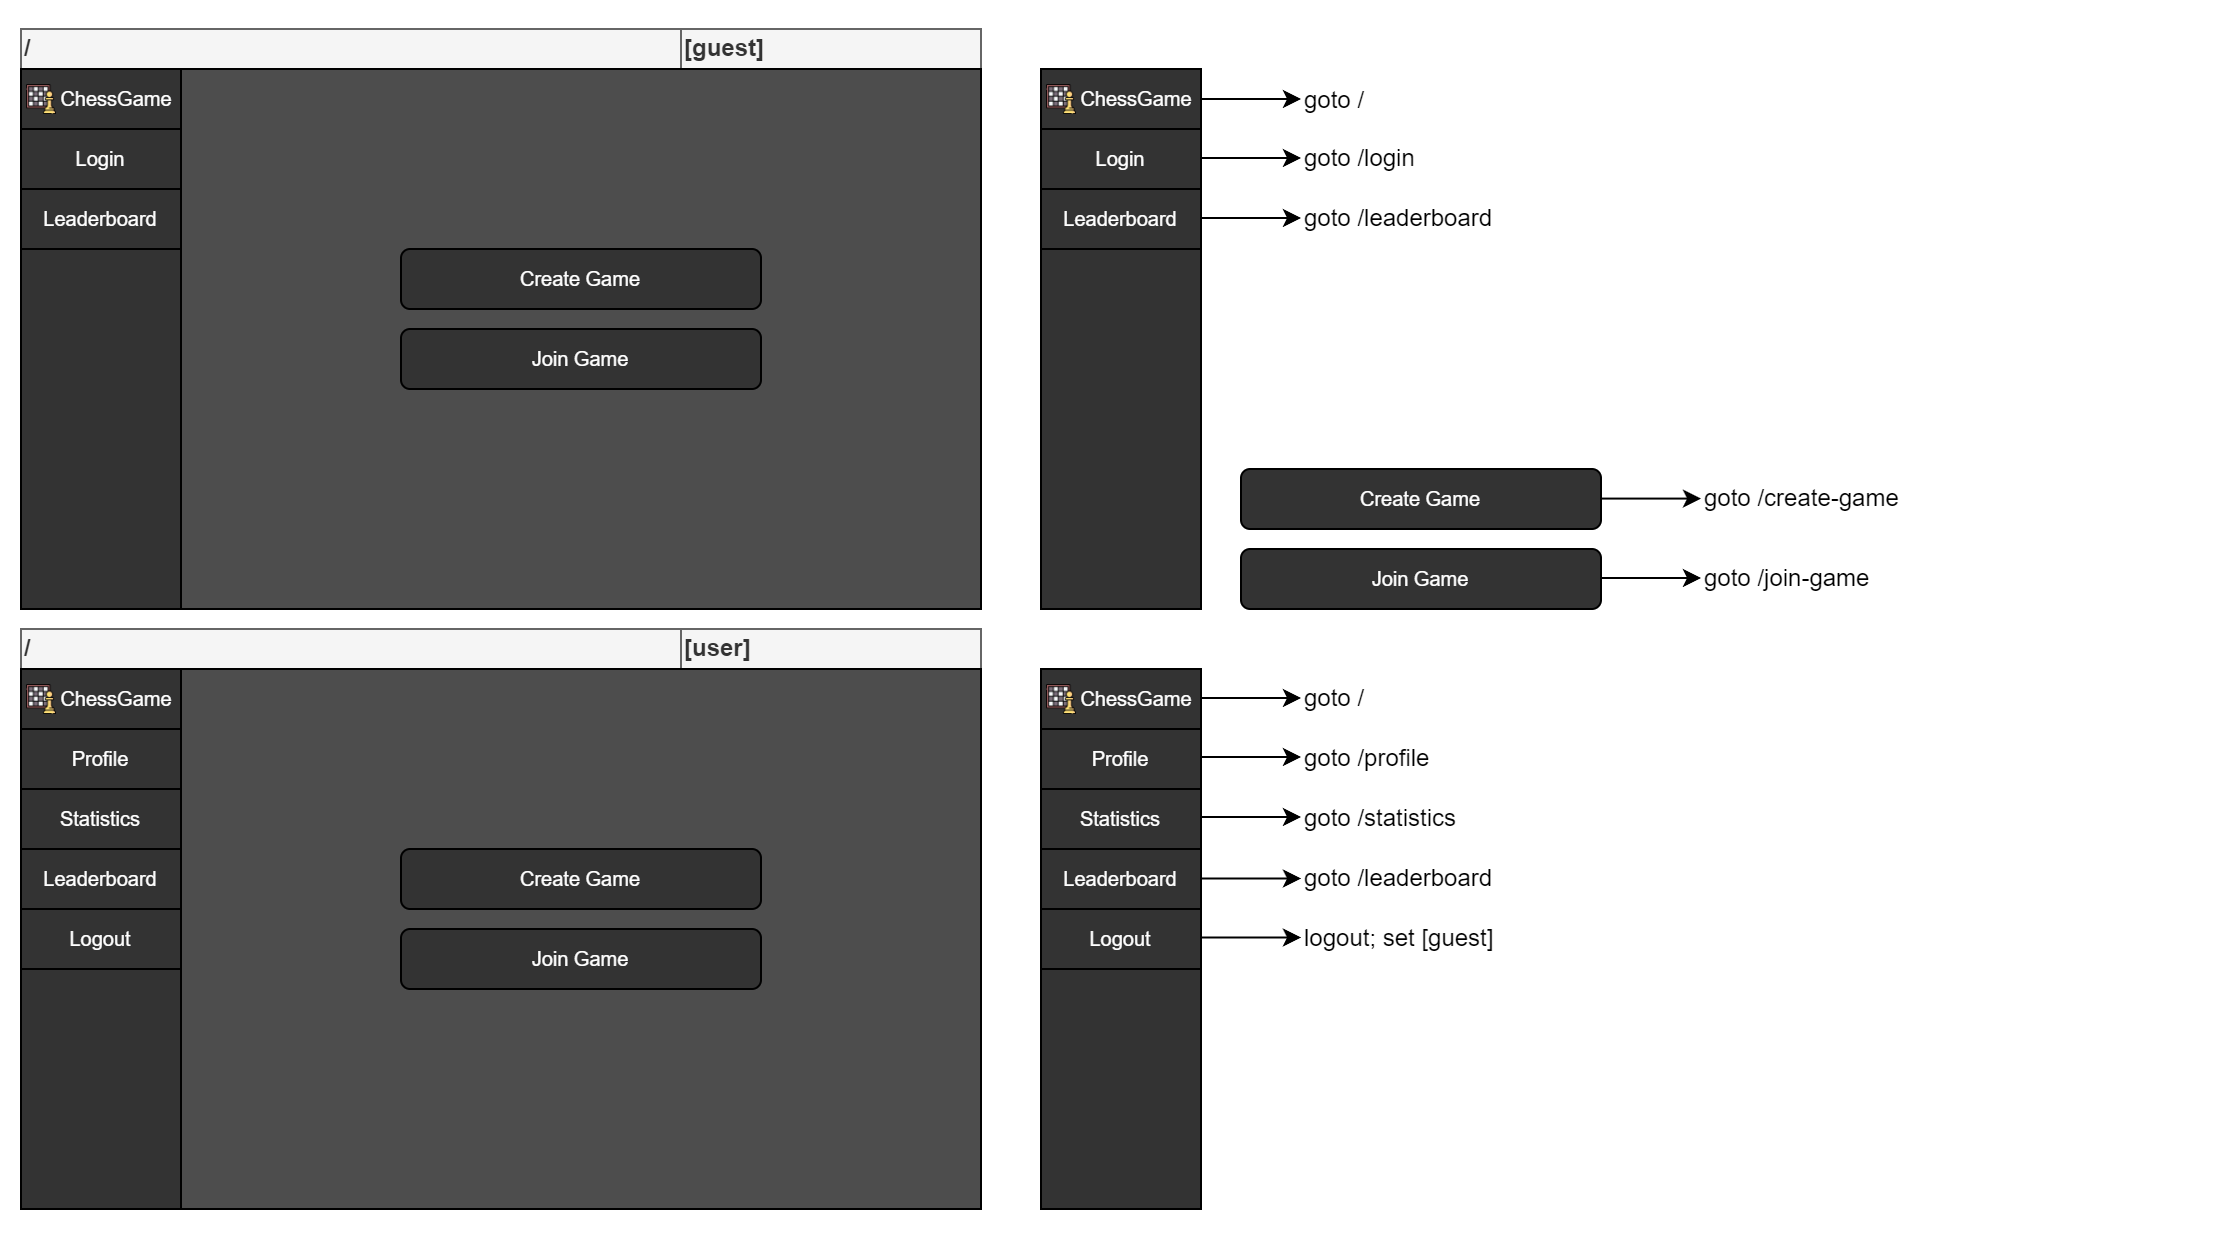 /
[guest]
ChessGame
Login
Leaderboard
Create Game
Join Game
ChessGame
goto /
Login
goto /login
Leaderboard
goto /leaderboard
Create Game
goto /create-game
Join Game
goto /join-game
/
[user]
ChessGame
Profile
Statistics
Leaderboard
Logout
Create Game
Join Game
ChessGame
goto /
Profile
goto /profile
Statistics
goto /statistics
Leaderboard
goto /leaderboard
Logout
logout; set [guest]